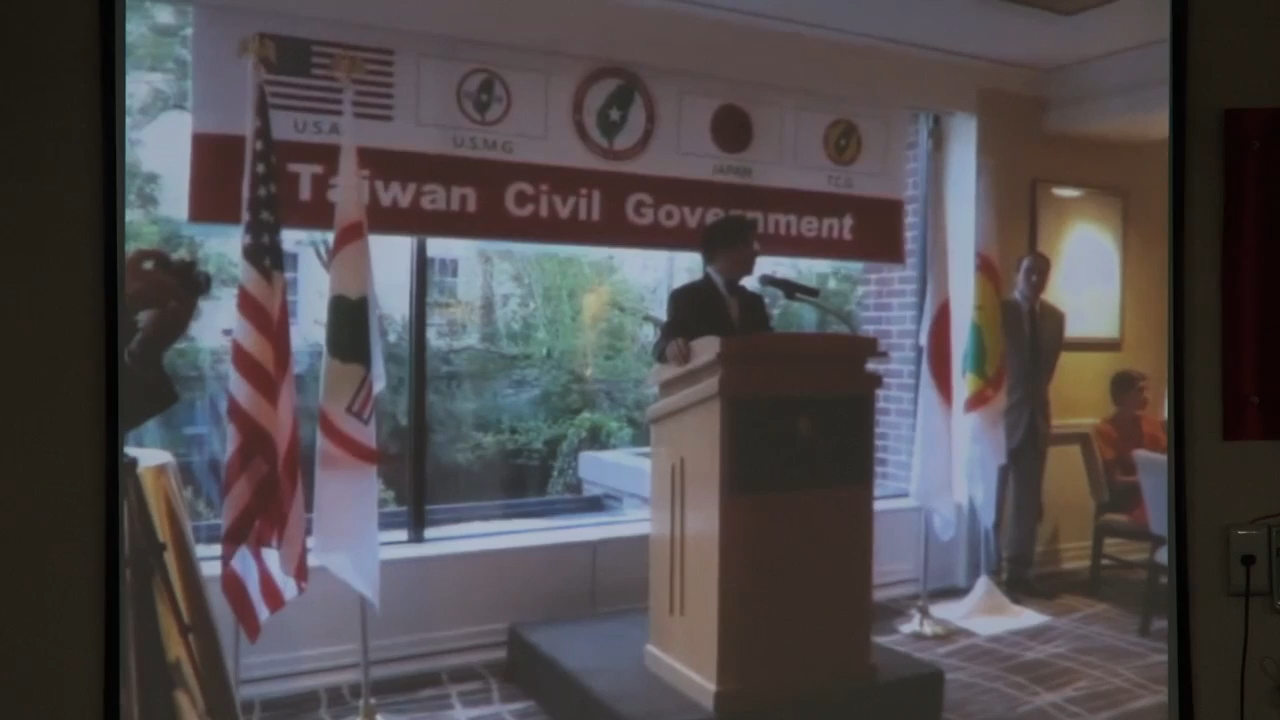 U.S.A.
U.S.M.G.
JAPAN
T.C.G.
Taiwan Civil Government